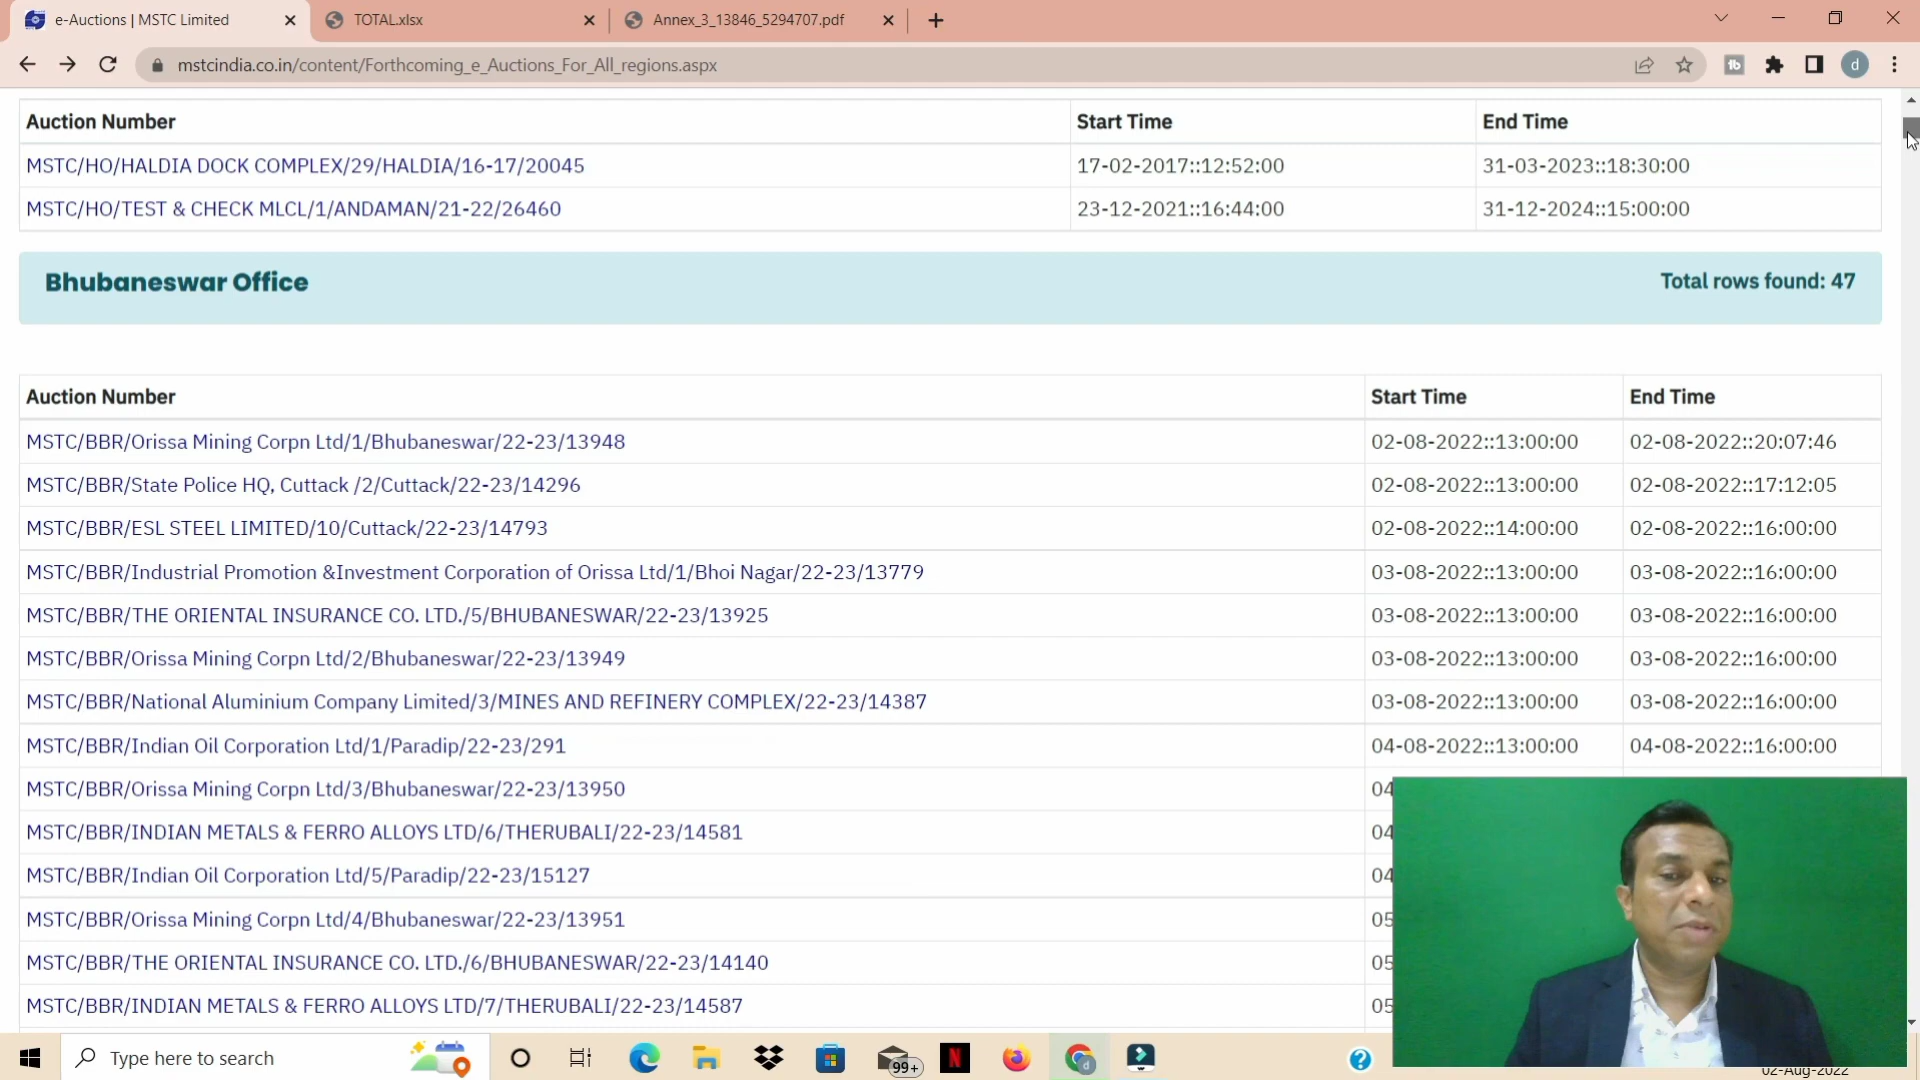 e-Auctions | MSTC Limited
TOTAL.xlsx
Annex_3_13846_5294707.pdf
mstcindia.co.in/content/Forthcoming_e_Auctions_For_All_regions.aspx
d
Auction Number Start Time End Time
MSTC/HO/HALDIA DOCK COMPLEX/29/HALDIA/16-17/20045 17-02-2017::12:52:00 31-03-2023::18:30:00
MSTC/HO/TEST & CHECK MLCL/1/ANDAMAN/21-22/26460 23-12-2021::16:44:00 31-12-2024::15:00:00
Bhubaneswar Office Total rows found: 47
Auction Number Start Time End Time
MSTC/BBR/Orissa Mining Corpn Ltd/1/Bhubaneswar/22-23/13948 02-08-2022::13:00:00 02-08-2022::20:07:46
MSTC/BBR/State Police HQ, Cuttack /2/Cuttack/22-23/14296 02-08-2022::13:00:00 02-08-2022::17:12:05
MSTC/BBR/ESL STEEL LIMITED/10/Cuttack/22-23/14793 02-08-2022::14:00:00 02-08-2022::16:00:00
MSTC/BBR/Industrial Promotion &Investment Corporation of Orissa Ltd/1/Bhoi Nagar/22-23/13779 03-08-2022::13:00:00 03-08-2022::16:00:00
MSTC/BBR/THE ORIENTAL INSURANCE CO. LTD./5/BHUBANESWAR/22-23/13925 03-08-2022::13:00:00 03-08-2022::16:00:00
MSTC/BBR/Orissa Mining Corpn Ltd/2/Bhubaneswar/22-23/13949 03-08-2022::13:00:00 03-08-2022::16:00:00
MSTC/BBR/National Aluminium Company Limited/3/MINES AND REFINERY COMPLEX/22-23/14387 03-08-2022::13:00:00 03-08-2022::16:00:00
MSTC/BBR/Indian Oil Corporation Ltd/1/Paradip/22-23/291 04-08-2022::13:00:00 04-08-2022::16:00:00
MSTC/BBR/Orissa Mining Corpn Ltd/3/Bhubaneswar/22-23/13950 04
MSTC/BBR/INDIAN METALS & FERRO ALLOYS LTD/6/THERUBALI/22-23/14581 04
MSTC/BBR/Indian Oil Corporation Ltd/5/Paradip/22-23/15127 04
MSTC/BBR/Orissa Mining Corpn Ltd/4/Bhubaneswar/22-23/13951 05
MSTC/BBR/THE ORIENTAL INSURANCE CO. LTD./6/BHUBANESWAR/22-23/14140 05
MSTC/BBR/INDIAN METALS & FERRO ALLOYS LTD/7/THERUBALI/22-23/14587 05
Type here to search
99+
02-Aug-2022